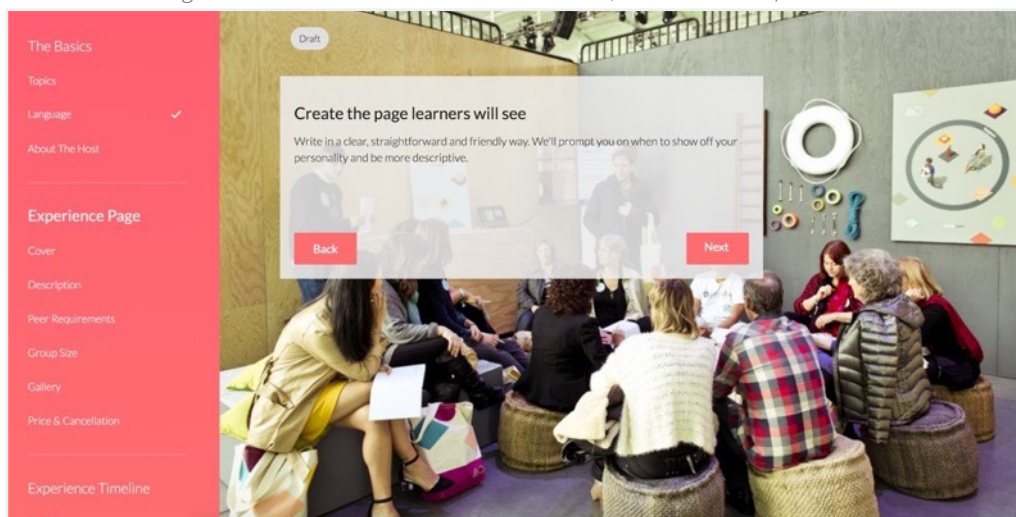 The Basics
Topics
Language
About The Host
Experience Page
Cover
Description
Peer Requirements
Group Size
Gallery
Price & Cancellation
Experience Timeline
Draft
Create the page learners will see
Write in a clear, straightforward and friendly way. We'll prompt you on when to show off your
personality and be more descriptive.
Back
Next